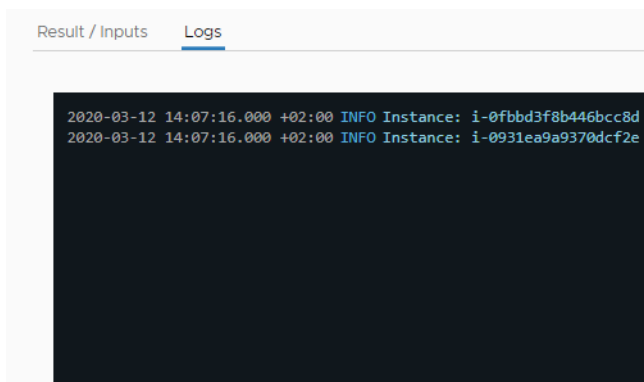 Result / Inputs Logs
2020-03-12 14:07:16.000 +02:00 INFO Instance: i-0fbbd3f8b446bcc8d
2020-03-12 14:07:16.000 +02:00 INFO Instance: i-0931ea9a9370dcf2e